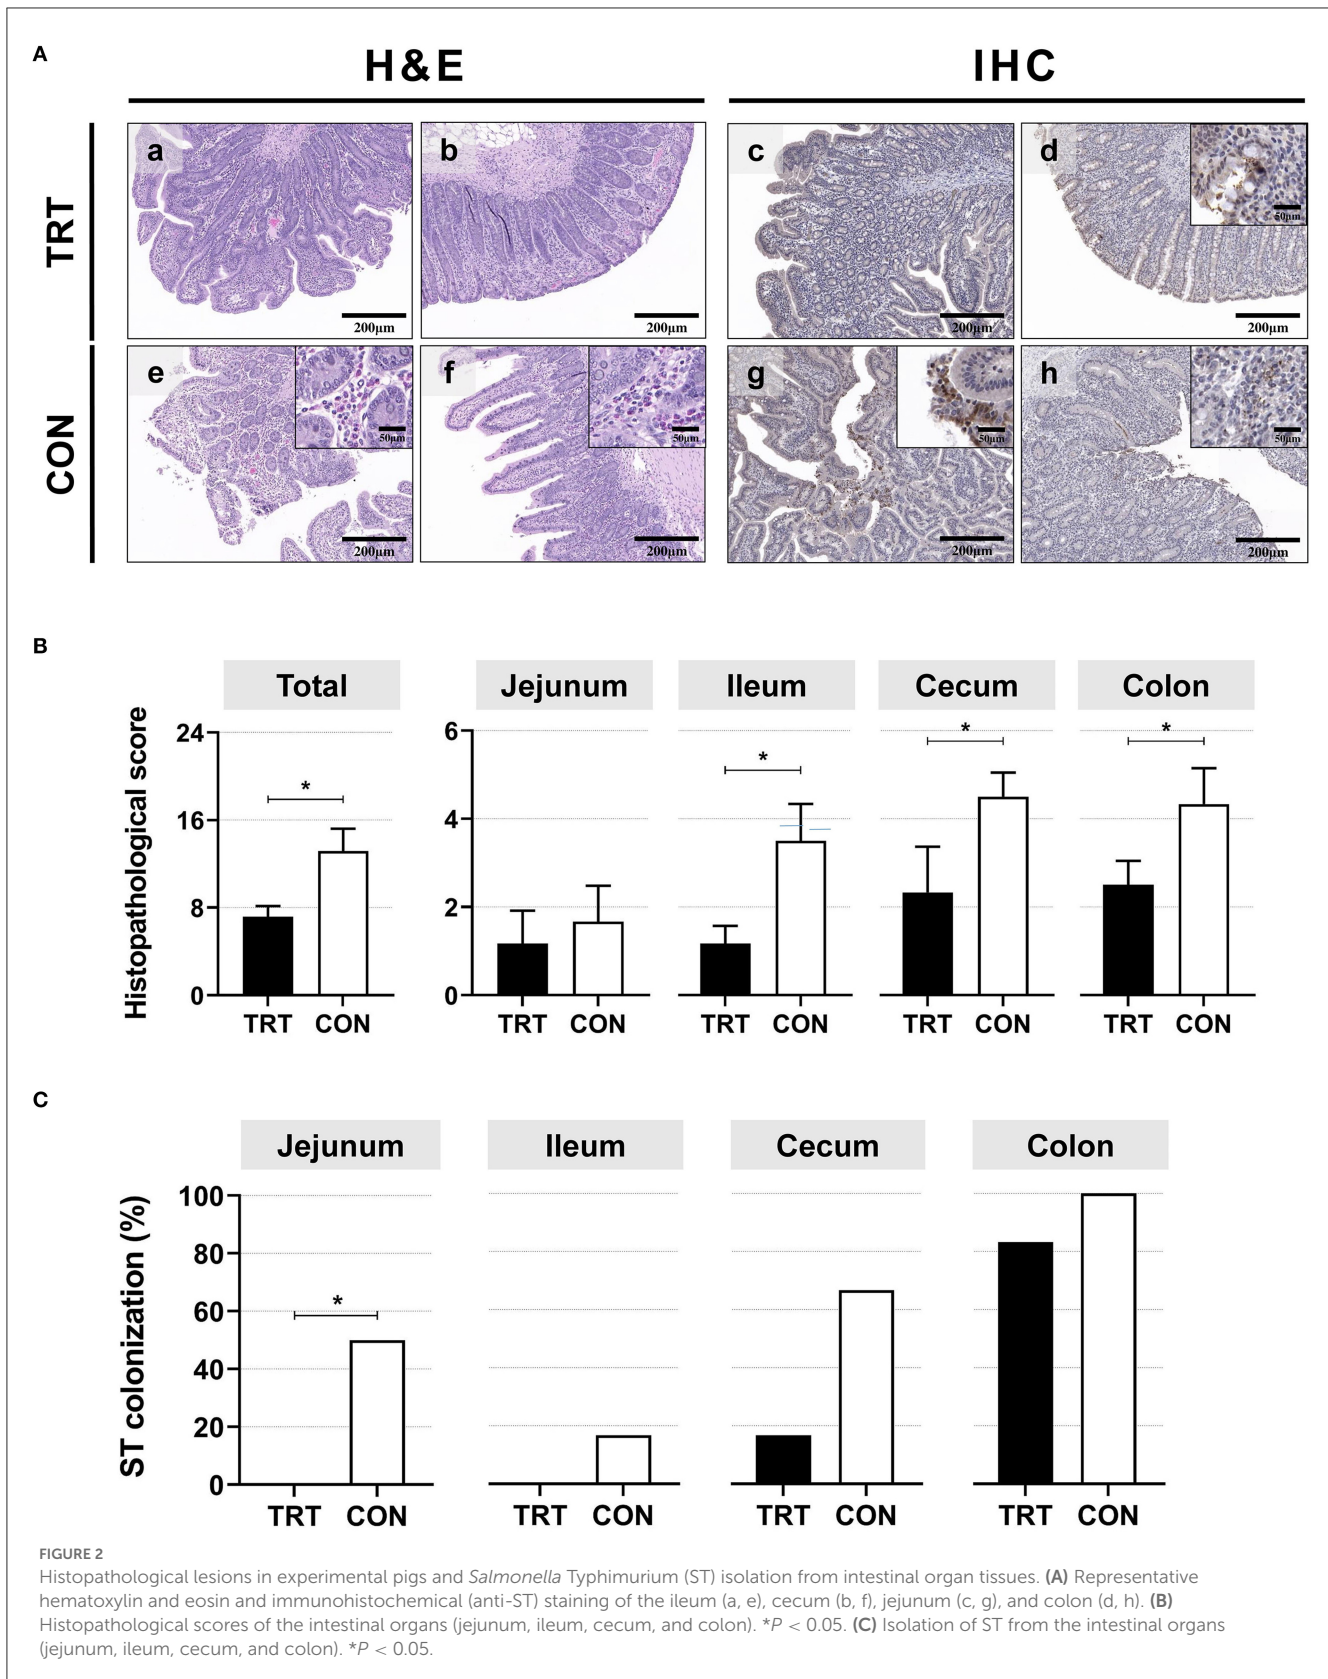 A
H&E
IHC
TRT
a
200µm
b
200µm
c
200µm
d
50µm
200µm
CON
e
50µm
200µm
f
50µm
200µm
g
50µm
200µm
h
50µm
200µm
B
Total
Jejunum
Ileum
Cecum
Colon
Histopathological score
24
16
8
0
*
TRT CON
6
4
2
0
TRT CON
*
TRT CON
*
TRT CON
*
TRT CON
C
Jejunum
Ileum
Cecum
Colon
ST colonization (%)
100
80
60
40
20
0
*
TRT CON
TRT CON
TRT CON
TRT CON
FIGURE 2
Histopathological lesions in experimental pigs and Salmonella Typhimurium (ST) isolation from intestinal organ tissues. (A) Representative
hematoxylin and eosin and immunohistochemical (anti-ST) staining of the ileum (a, e), cecum (b, f), jejunum (c, g), and colon (d, h). (B)
Histopathological scores of the intestinal organs (jejunum, ileum, cecum, and colon). *P < 0.05. (C) Isolation of ST from the intestinal organs
(jejunum, ileum, cecum, and colon). *P < 0.05.